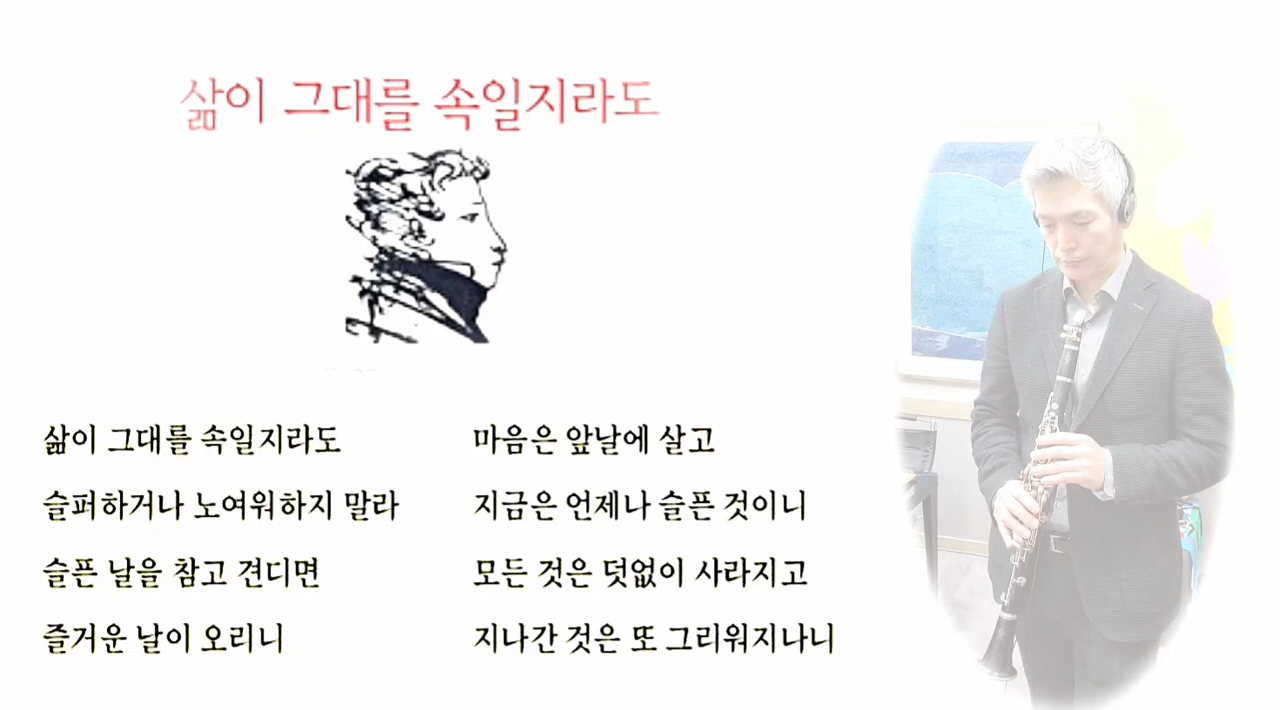 삶이 그대를 속일지라도
삶이 그대를 속일지라도
슬퍼하거나 노여워하지 말라
슬픈 날을 참고 견디면
즐거운 날이 오리니
마음은 앞날에 살고
지금은 언제나 슬픈 것이니
모든 것은 덧없이 사라지고
지나간 것은 또 그리워지나니